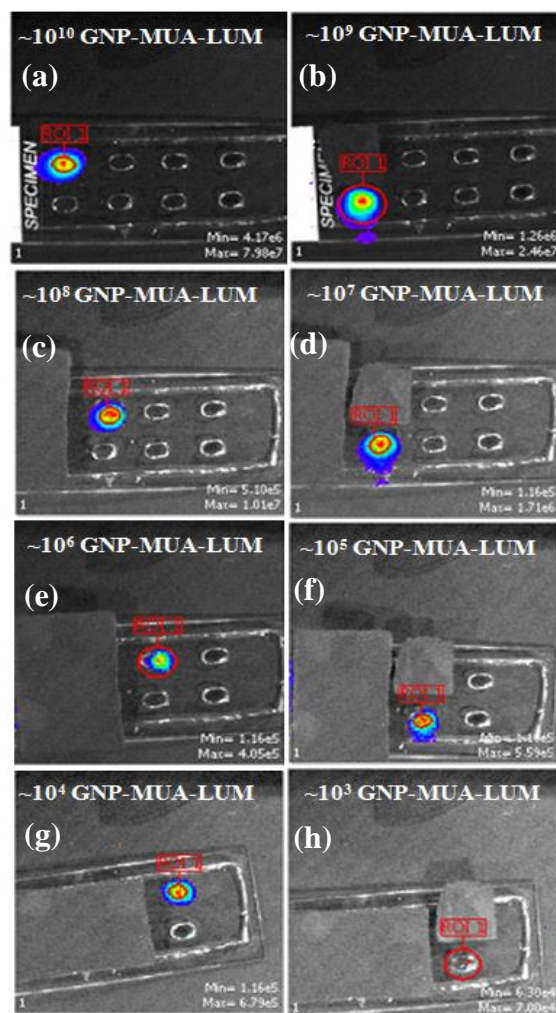 ~10¹⁰ GNP-MUA-LUM
(a)
ROI 1
SPECIMEN
Min= 4.17e6
Max= 7.98e7
1
~10⁹ GNP-MUA-LUM
(b)
ROI 1
SPECIMEN
Min= 1.26e6
Max= 2.46e7
1
~10⁸ GNP-MUA-LUM
(c)
ROI 1
Min= 5.10e5
Max= 1.01e7
1
~10⁷ GNP-MUA-LUM
(d)
ROI 1
Min= 1.16e5
Max= 1.71e6
1
~10⁶ GNP-MUA-LUM
(e)
Min= 1.16e5
Max= 4.05e5
1
~10⁵ GNP-MUA-LUM
(f)
ROI 1
Max= 5.59e5
1
~10⁴ GNP-MUA-LUM
(g)
ROI 1
Min= 1.16e5
Max= 6.79e5
1
~10³ GNP-MUA-LUM
(h)
ROI 1
Min= 6.30e4
Max= 7.00e4
1